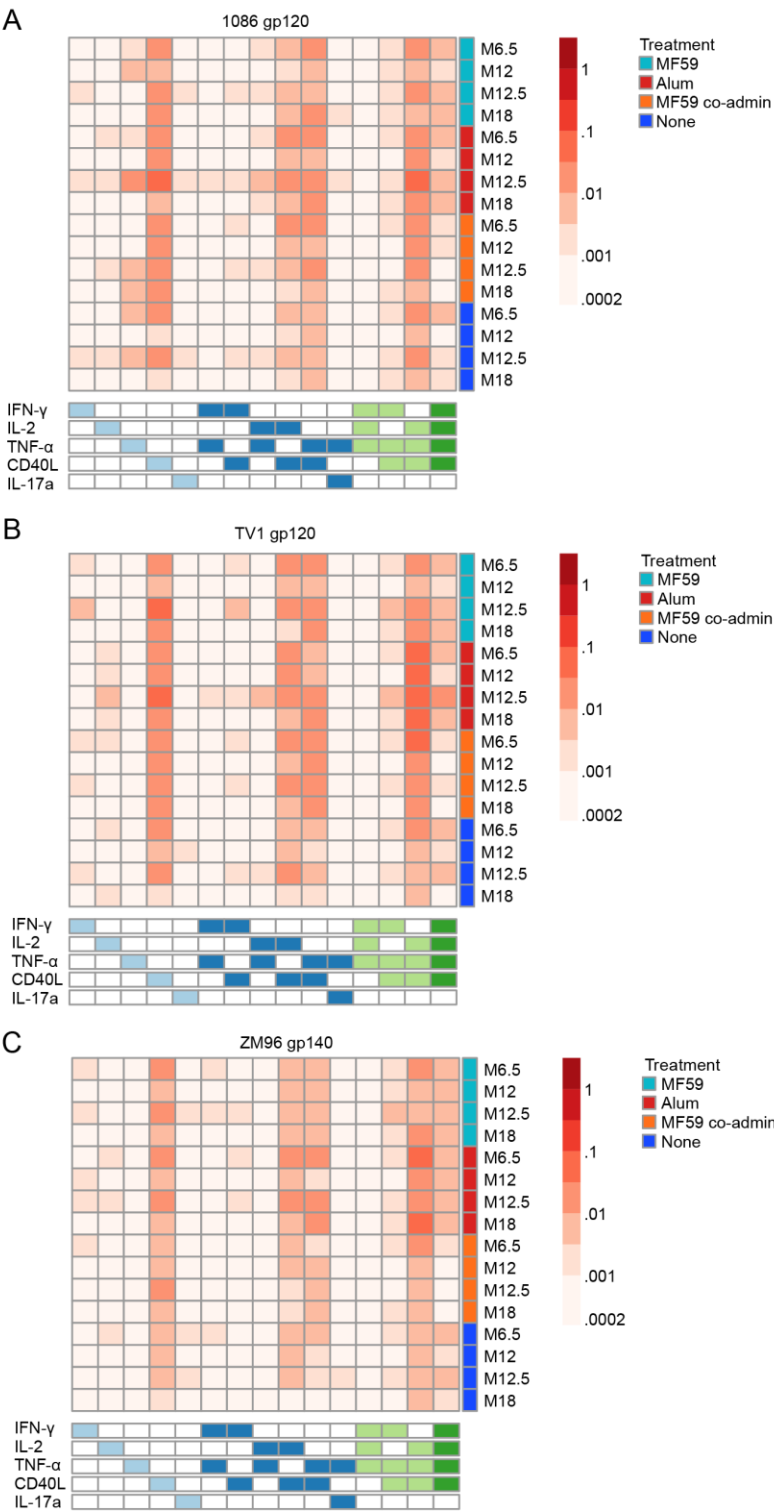 A
1086 gp120
M6.5
M12
M12.5
M18
M6.5
M12
M12.5
M18
M6.5
M12
M12.5
M18
M6.5
M12
M12.5
M18
1
.1
.01
.001
.0002
Treatment
MF59
Alum
MF59 co-admin
None
IFN-γ
IL-2
TNF-α
CD40L
IL-17a
B
TV1 gp120
M6.5
M12
M12.5
M18
M6.5
M12
M12.5
M18
M6.5
M12
M12.5
M18
M6.5
M12
M12.5
M18
1
.1
.01
.001
.0002
Treatment
MF59
Alum
MF59 co-admin
None
IFN-γ
IL-2
TNF-α
CD40L
IL-17a
C
ZM96 gp140
M6.5
M12
M12.5
M18
M6.5
M12
M12.5
M18
M6.5
M12
M12.5
M18
M6.5
M12
M12.5
M18
1
.1
.01
.001
.0002
Treatment
MF59
Alum
MF59 co-admin
None
IFN-γ
IL-2
TNF-α
CD40L
IL-17a